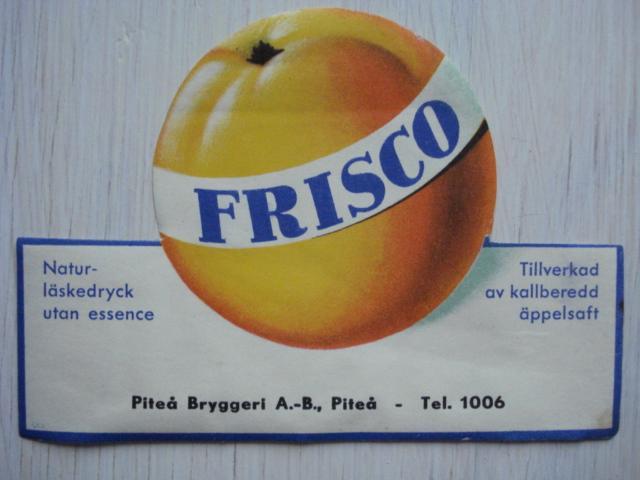 FRISCO
Natur-
läskedryck
utan essence
Tillverkad
av kallberedd
äppelsaft
Piteå Bryggeri A.-B., Piteå - Tel. 1006